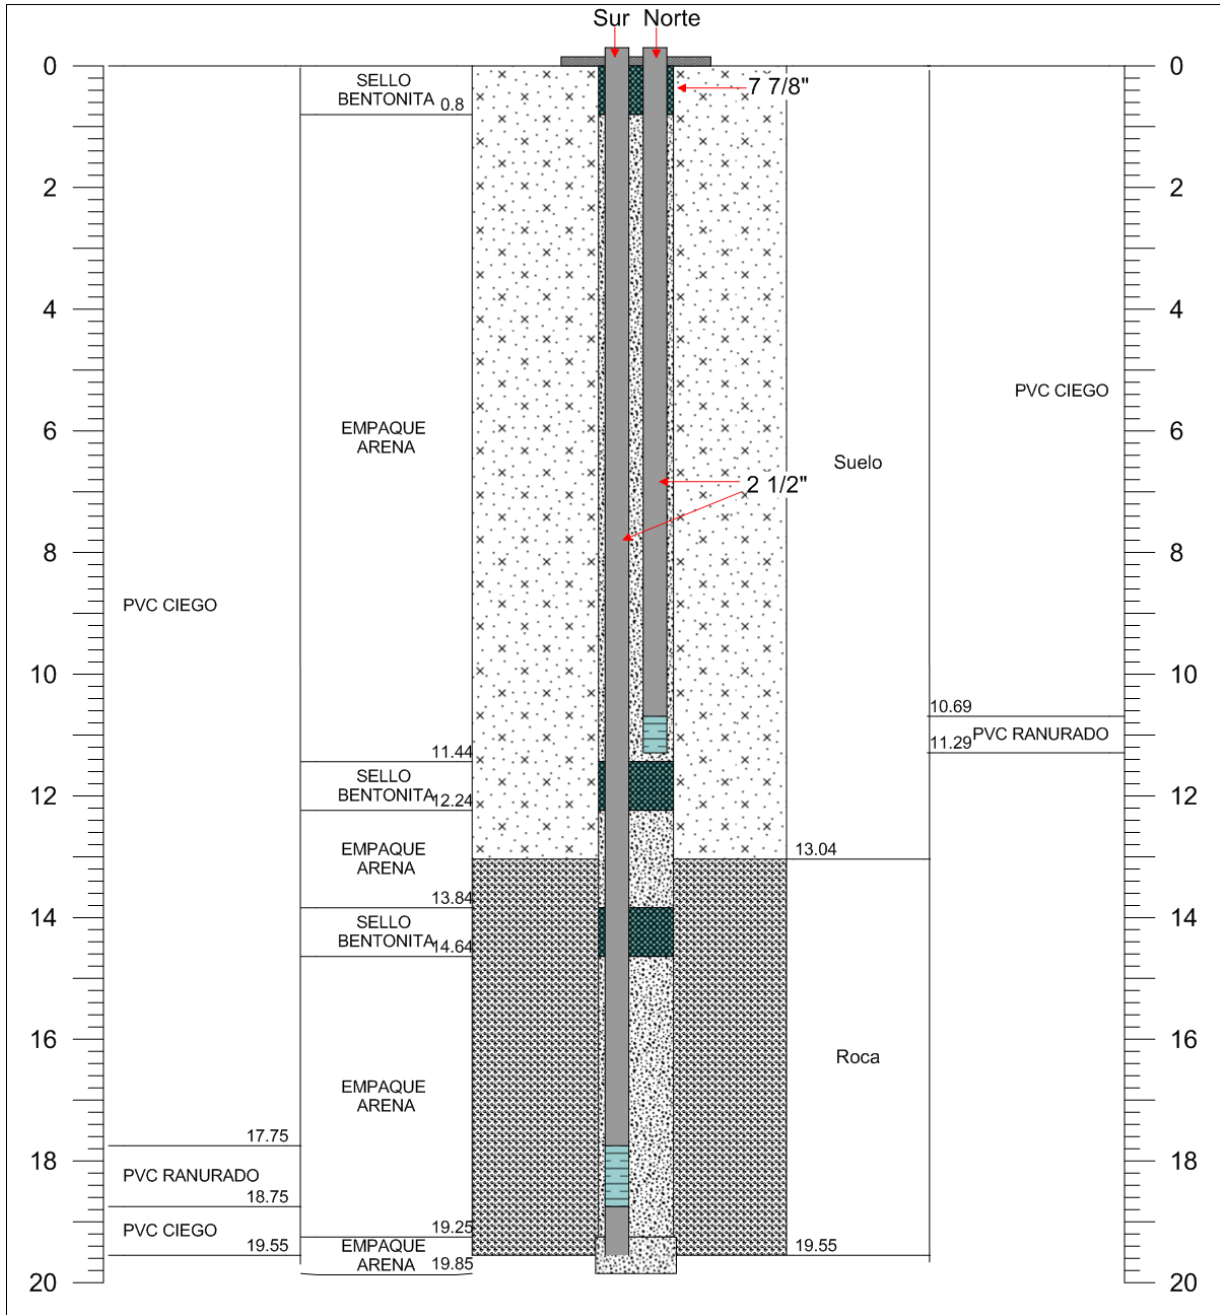 Sur Norte
0
SELLO
BENTONITA 0.8
7 7/8"
0
2
2
4
4
PVC CIEGO
EMPAQUE
ARENA
6
6
Suelo
2 1/2"
8
8
PVC CIEGO
10
10
10.69
PVC RANURADO
11.29
11.44
SELLO
BENTONITA 12.24
12
12
EMPAQUE
ARENA
13.04
13.84
14
14
SELLO
BENTONITA 14.64
16
16
EMPAQUE
ARENA
Roca
17.75
18
18
PVC RANURADO
18.75
PVC CIEGO
19.25
19.55
EMPAQUE
ARENA 19.85
19.55
20
20